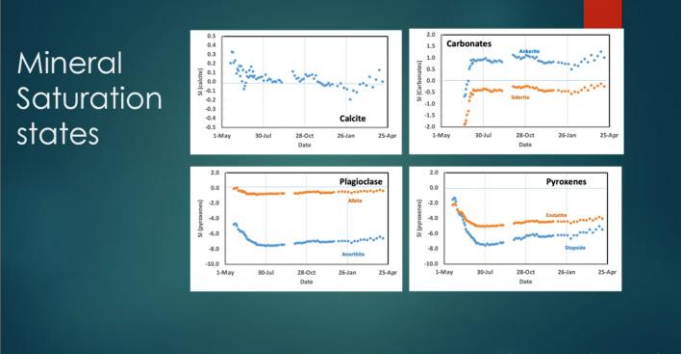 Mineral
Saturation
states
0.5
0.4
0.3
0.2
0.1
0.0
-0.1
-0.2
-0.3
-0.4
-0.5
SI (calcite)
Calcite
1-May 30-Jul 28-Oct 26-Jan 25-Apr
Date
2.0
1.5
1.0
0.5
0.0
-0.5
-1.0
-1.5
-2.0
SI (Carbonates)
Carbonates
Ankerite
Siderite
1-May 30-Jul 28-Oct 26-Jan 25-Apr
Date
2.0
0.0
-2.0
-4.0
-6.0
-8.0
-10.0
SI (pyroxenes)
Plagioclase
Albite
Anorthite
1-May 30-Jul 28-Oct 26-Jan 25-Apr
Date
2.0
0.0
-2.0
-4.0
-6.0
-8.0
-10.0
SI (pyroxenes)
Pyroxenes
Enstatite
Diopside
1-May 30-Jul 28-Oct 26-Jan 25-Apr
Date